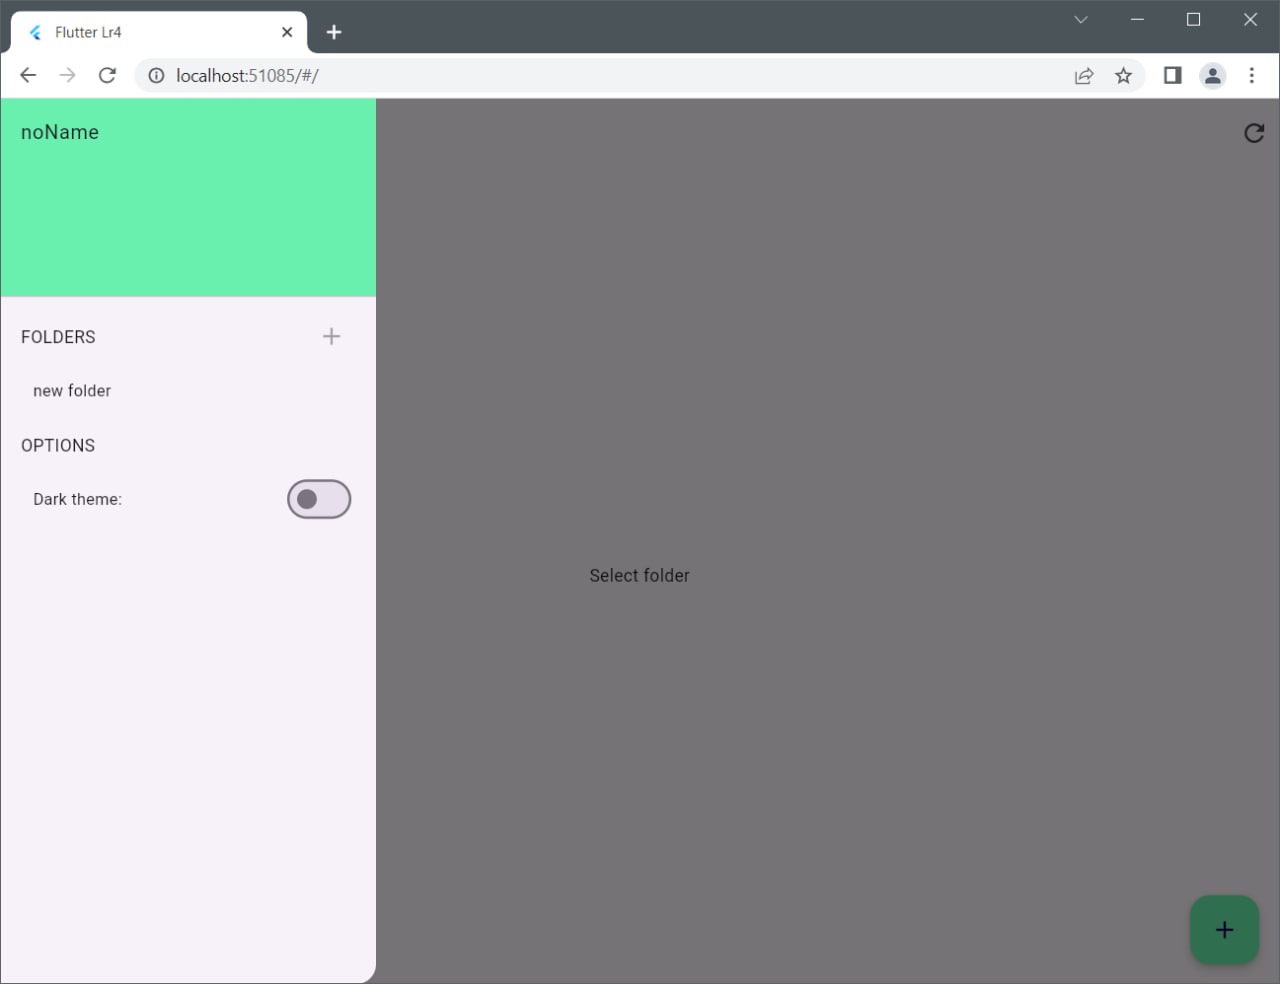 Flutter Lr4
localhost:51085/#/
noName
FOLDERS
new folder
OPTIONS
Dark theme:
Select folder